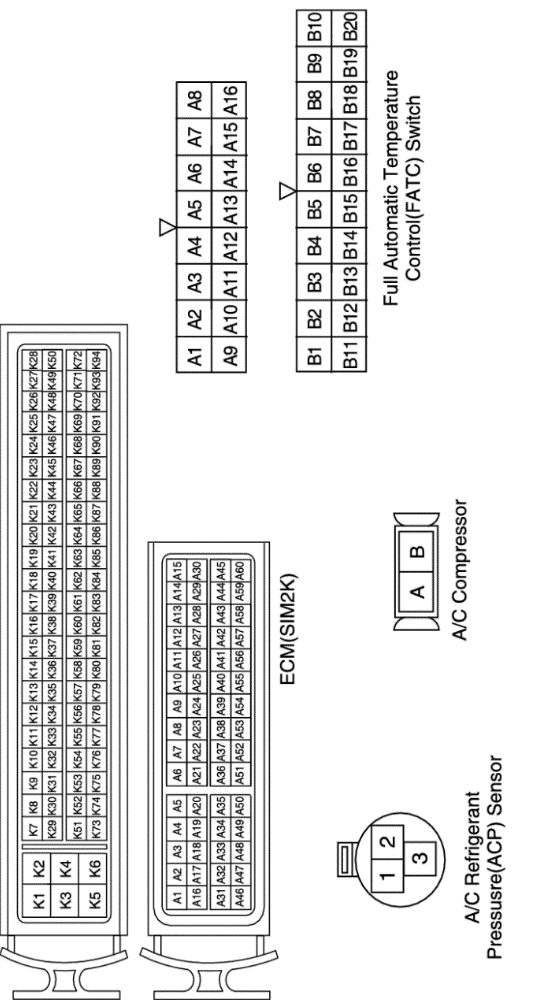 K1 K2
K3 K4
K5 K6
K7 K8 K9 K10 K11 K12 K13 K14 K15 K16 K17 K18 K19 K20 K21 K22 K23 K24 K25 K26 K27 K28
K29 K30 K31 K32 K33 K34 K35 K36 K37 K38 K39 K40 K41 K42 K43 K44 K45 K46 K47 K48 K49 K50
K51 K52 K53 K54 K55 K56 K57 K58 K59 K60 K61 K62 K63 K64 K65 K66 K67 K68 K69 K70 K71 K72
K73 K74 K75 K76 K77 K78 K79 K80 K81 K82 K83 K84 K85 K86 K87 K88 K89 K90 K91 K92 K93 K94
A1 A2 A3 A4 A5 A6 A7 A8 A9 A10 A11 A12 A13 A14 A15
A16 A17 A18 A19 A20 A21 A22 A23 A24 A25 A26 A27 A28 A29 A30
A31 A32 A33 A34 A35 A36 A37 A38 A39 A40 A41 A42 A43 A44 A45
A46 A47 A48 A49 A50 A51 A52 A53 A54 A55 A56 A57 A58 A59 A60
ECM(SIM2K)
A1 A2 A3 A4 A5 A6 A7 A8
A9 A10 A11 A12 A13 A14 A15 A16
B1 B2 B3 B4 B5 B6 B7 B8 B9 B10
B11 B12 B13 B14 B15 B16 B17 B18 B19 B20
Full Automatic Temperature
Control(FATC) Switch
1 2
3
A/C Refrigerant
Pressusre(ACP) Sensor
A B
A/C Compressor